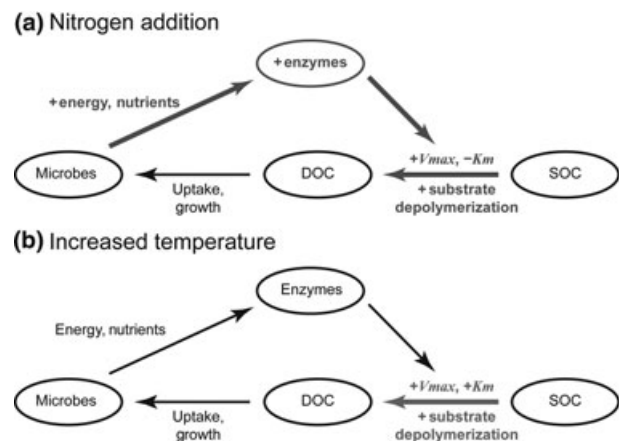 (a) Nitrogen addition
+enzymes
+energy, nutrients
+Vmax, −Km
Microbes
DOC
SOC
Uptake,
growth
+ substrate
depolymerization
(b) Increased temperature
Enzymes
Energy, nutrients
+Vmax, +Km
Microbes
DOC
SOC
Uptake,
growth
+ substrate
depolymerization